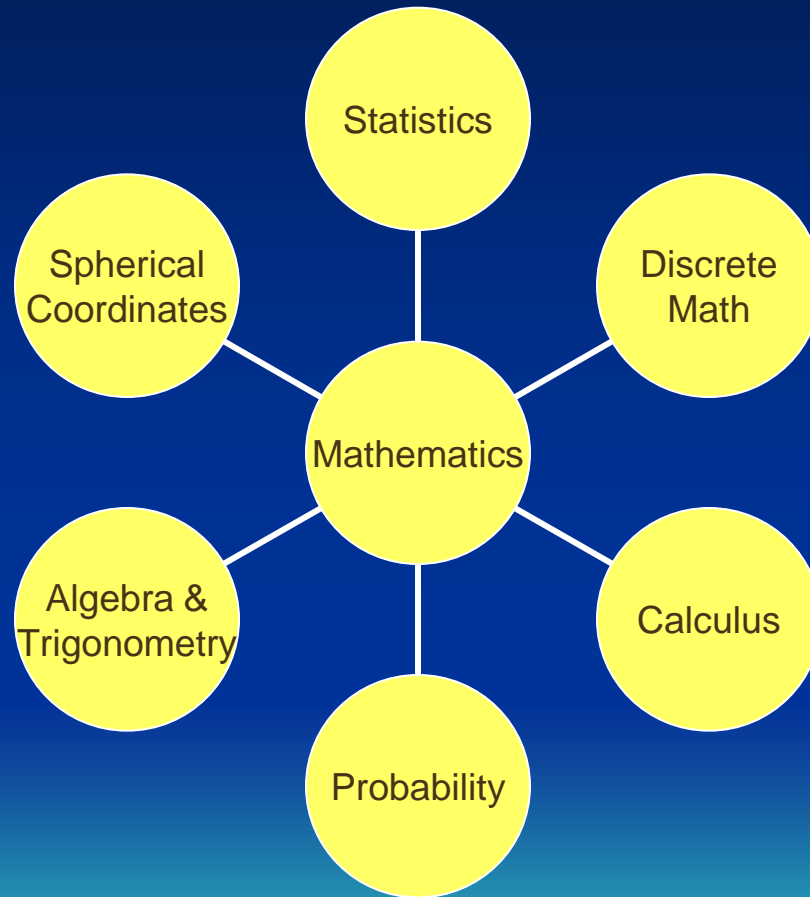 Statistics
Spherical
Coordinates
Discrete
Math
Mathematics
Algebra &
Trigonometry
Calculus
Probability